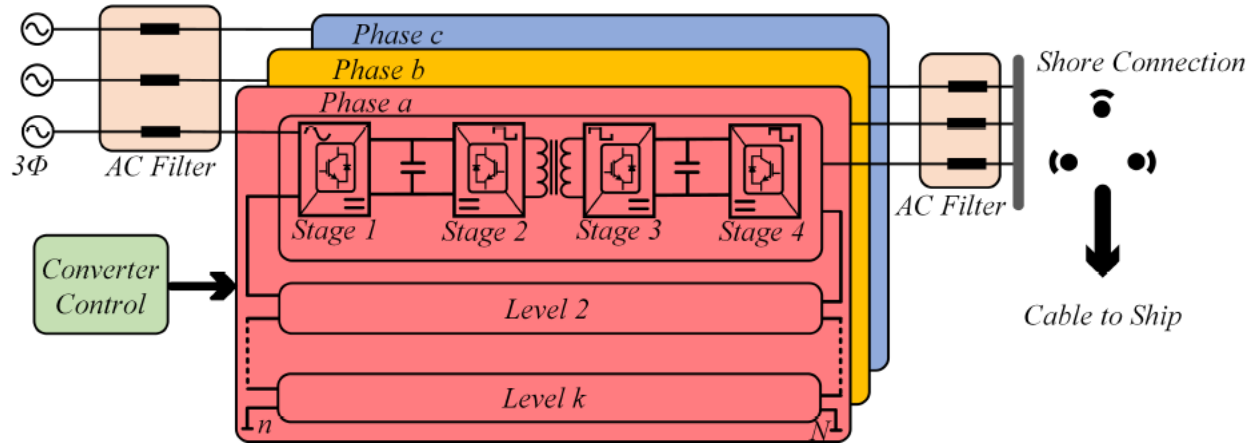 Phase c
Phase b
Phase a
3Φ
AC Filter
Stage 1
Stage 2
Stage 3
Stage 4
Level 2
Level k
n
N
Converter
Control
AC Filter
Shore Connection
Cable to Ship